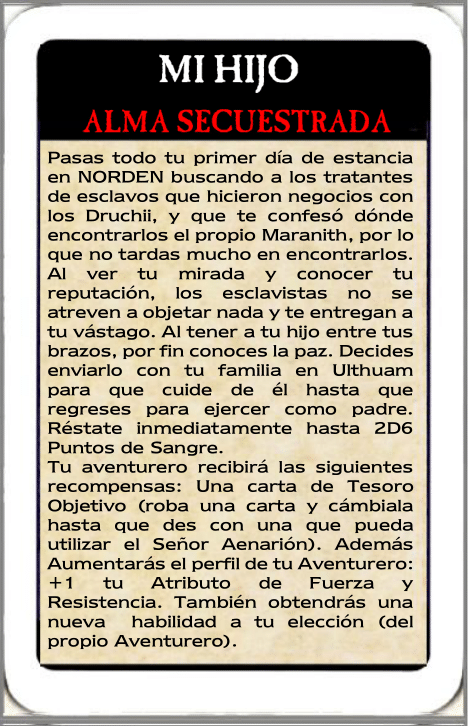 MI HIJO
ALMA SECUESTRADA
Pasas todo tu primer día de estancia
en NORDEN buscando a los tratantes
de esclavos que hicieron negocios con
los Druchii, y que te confesó dónde
encontrarlos el propio Maranith, por lo
que no tardas mucho en encontrarlos.
Al ver tu mirada y conocer tu
reputación, los esclavistas no se
atreven a objetar nada y te entregan a
tu vástago. Al tener a tu hijo entre tus
brazos, por fin conoces la paz. Decides
enviarlo con tu familia en Ulthuam
para que cuide de él hasta que
regreses para ejercer como padre.
Réstate inmediatamente hasta 2D6
Puntos de Sangre.
Tu aventurero recibirá las siguientes
recompensas: Una carta de Tesoro
Objetivo (roba una carta y cámbiala
hasta que des con una que pueda
utilizar el Señor Aenarión). Además
Aumentarás el perfil de tu Aventurero:
+1 tu Atributo de Fuerza y
Resistencia. También obtendrás una
nueva habilidad a tu elección (del
propio Aventurero).